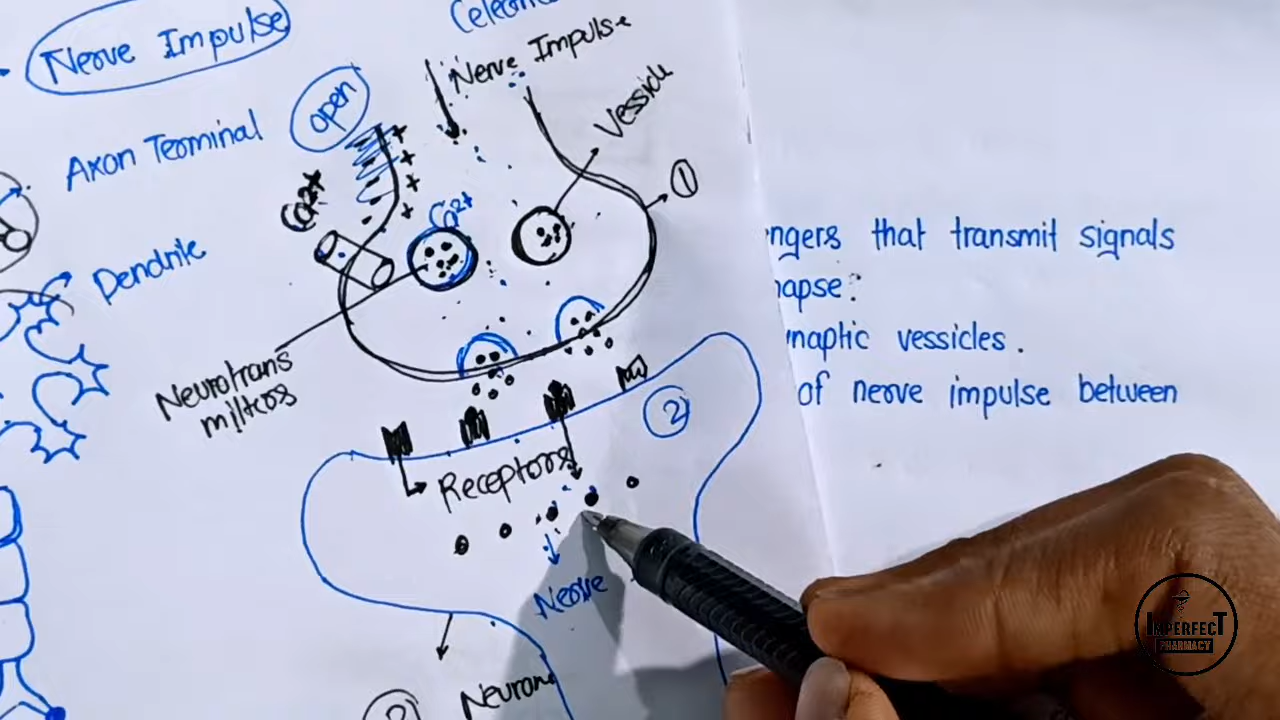 Nerve Impulse
Nerve Impulse
Axon Terminal
open
Vessicle
1
Ca2+
Ca2+
Dendrite
Neurotrans
mitters
2
Receptors
Nerve
Neuron
ngers that transmit signals
napse:
naptic vessicles.
of nerve impulse between
IMPERFECT
PHARMACY